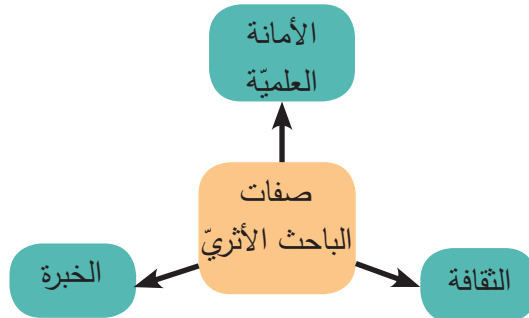 الأمانة
العلميّة
صفات
الباحث الأثريّ
الثقافة
الخبرة